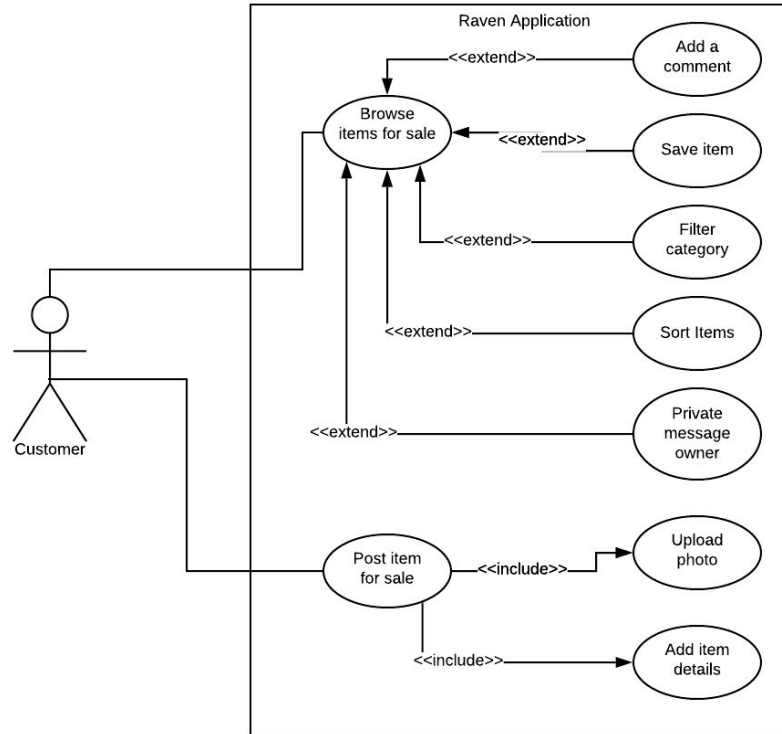 Raven Application
Add a
comment
<<extend>>
Browse
items for sale
<<extend>>
Save item
Filter
category
<<extend>>
Sort Items
<<extend>>
Private
message
owner
<<extend>>
Customer
Post item
for sale
<<include>>
Upload
photo
<<include>>
Add item
details